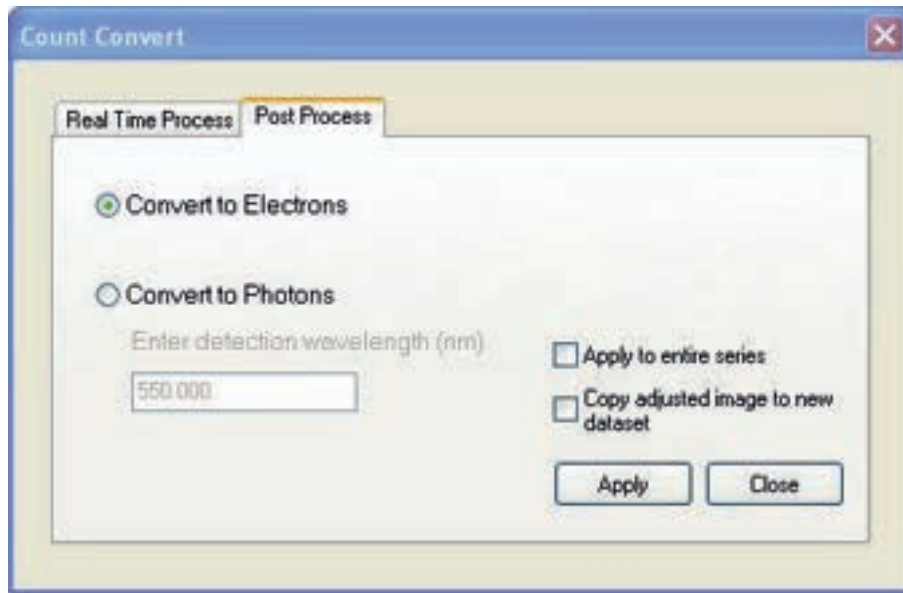 Count Convert
Real Time Process
Post Process
Convert to Electrons
Convert to Photons
Enter detection wavelength (nm)
550.000
Apply to entire series
Copy adjusted image to new
dataset
Apply
Close